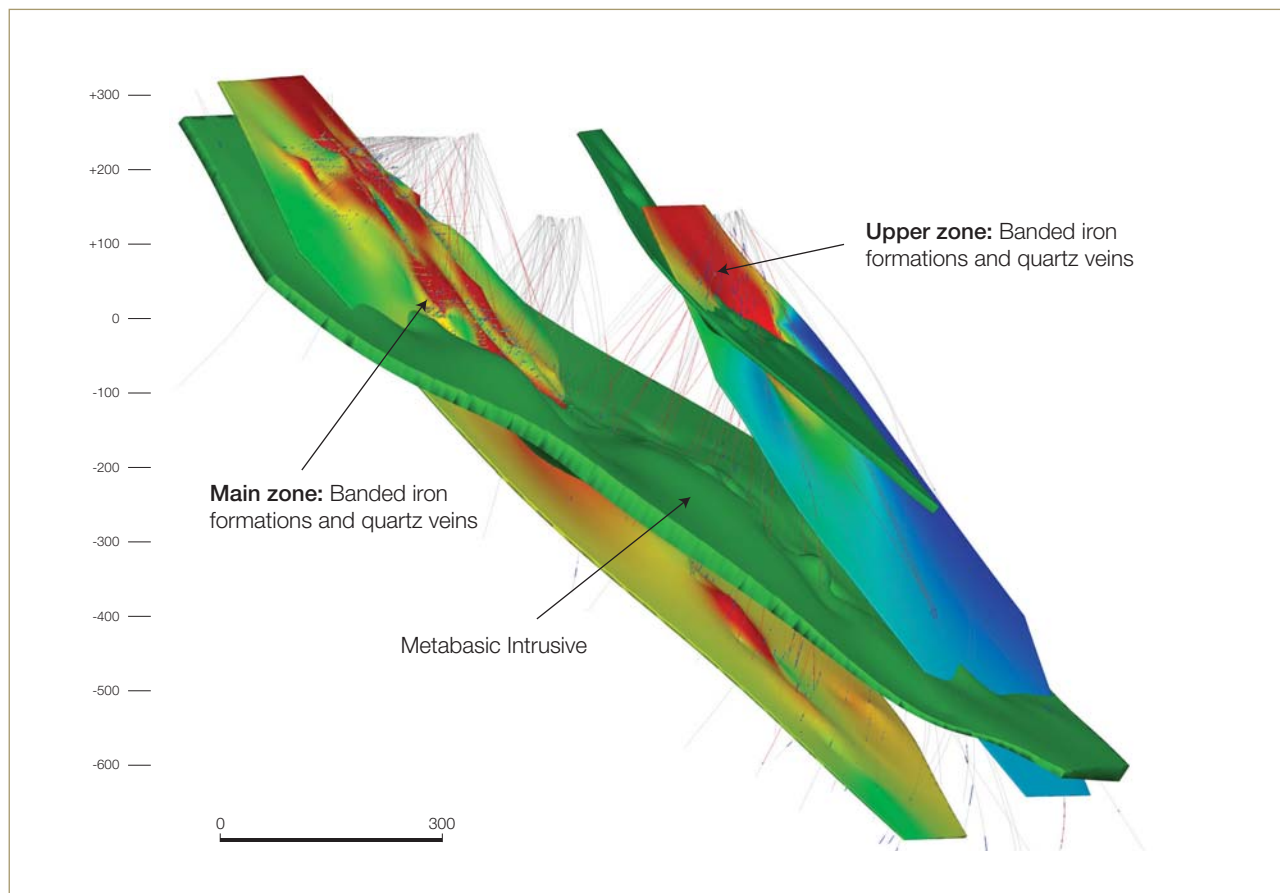 +300
+200
+100
0
-100
-200
-300
-400
-500
-600
Upper zone: Banded iron
formations and quartz veins
Main zone: Banded iron
formations and quartz veins
Metabasic Intrusive
0 300